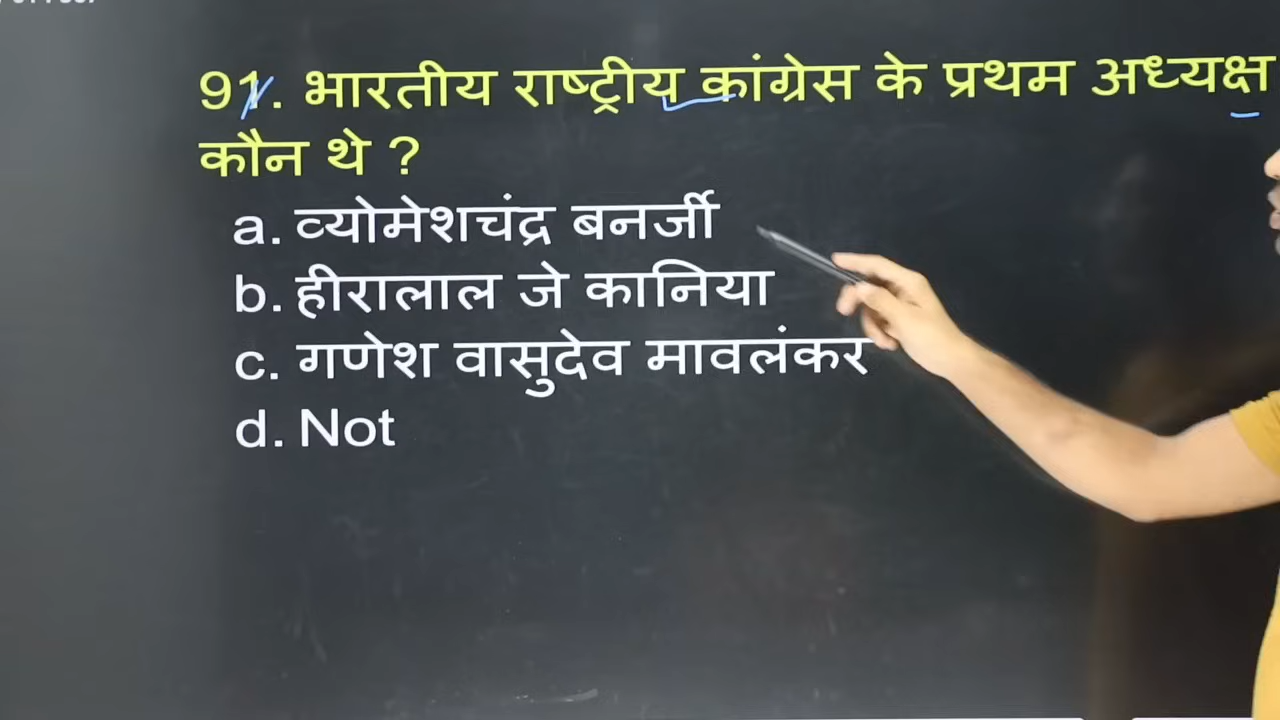 91. भारतीय राष्ट्रीय कांग्रेस के प्रथम अध्यक्ष
कौन थे ?
a. व्योमेशचंद्र बनर्जी
b. हीरालाल जे कानिया
c. गणेश वासुदेव मावलंकर
d. Not